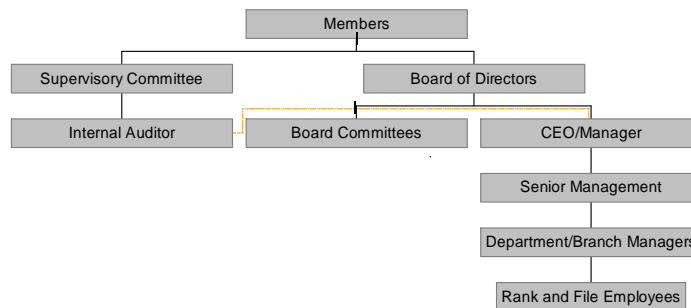 Members
Supervisory Committee
Board of Directors
Internal Auditor
Board Committees
CEO/Manager
Senior Management
Department/Branch Managers
Rank and File Employees